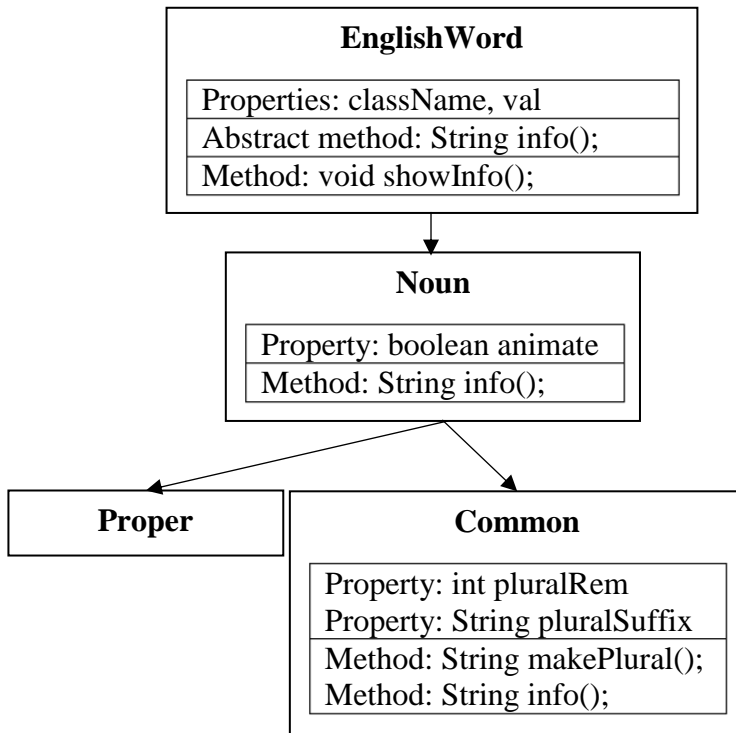 EnglishWord
Properties: className, val
Abstract method: String info();
Method: void showInfo();
Noun
Property: boolean animate
Method: String info();
Proper
Common
Property: int pluralRem
Property: String pluralSuffix
Method: String makePlural();
Method: String info();